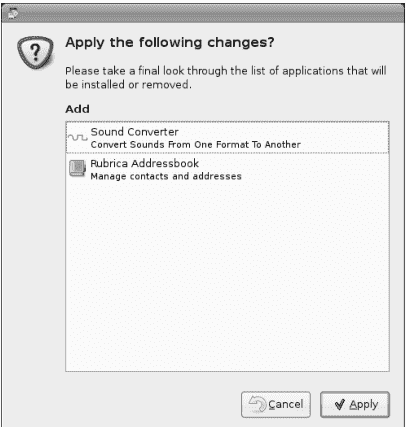 Apply the following changes?
Please take a final look through the list of applications that will
be installed or removed.
Add
Sound Converter
Convert Sounds From One Format To Another
Rubrica Addressbook
Manage contacts and addresses
Cancel
Apply